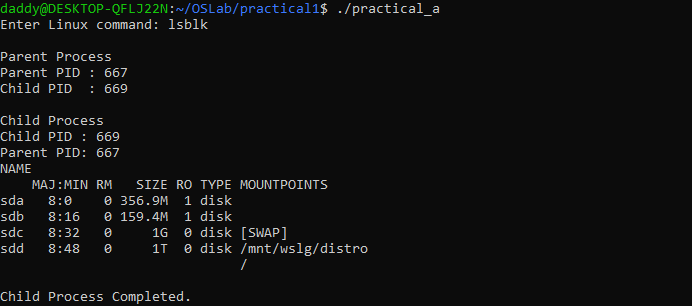 daddy@DESKTOP-QFLJ22N:~/OSLab/practical1$ ./practical_a
Enter Linux command: lsblk

Parent Process
Parent PID : 667
Child PID  : 669

Child Process
Child PID : 669
Parent PID: 667
NAME
    MAJ:MIN RM   SIZE RO TYPE MOUNTPOINTS
sda   8:0    0 356.9M  1 disk
sdb   8:16   0 159.4M  1 disk
sdc   8:32   0     1G  0 disk [SWAP]
sdd   8:48   0     1T  0 disk /mnt/wslg/distro
                              /

Child Process Completed.